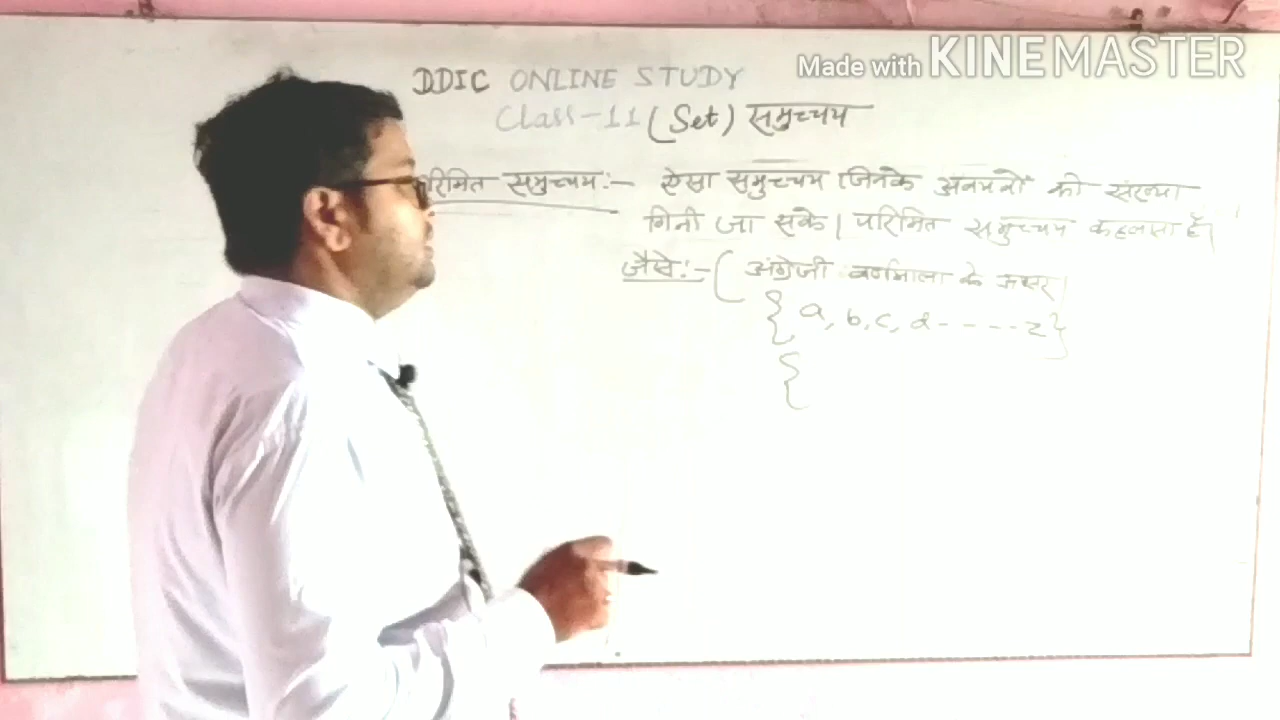 Made with KINEMASTER
DDIC ONLINE STUDY
Class-11 (Set) समुच्चय
रिमित समुच्चय :- ऐसा समुच्चय जिनके अवयवों की संख्या
गिनी जा सके। परिमित समुच्चय कहलाता है।
जैसे :- ( अंग्रेजी वर्णमाला के अक्षर।
{ a, b, c, d - - - - - z }
{